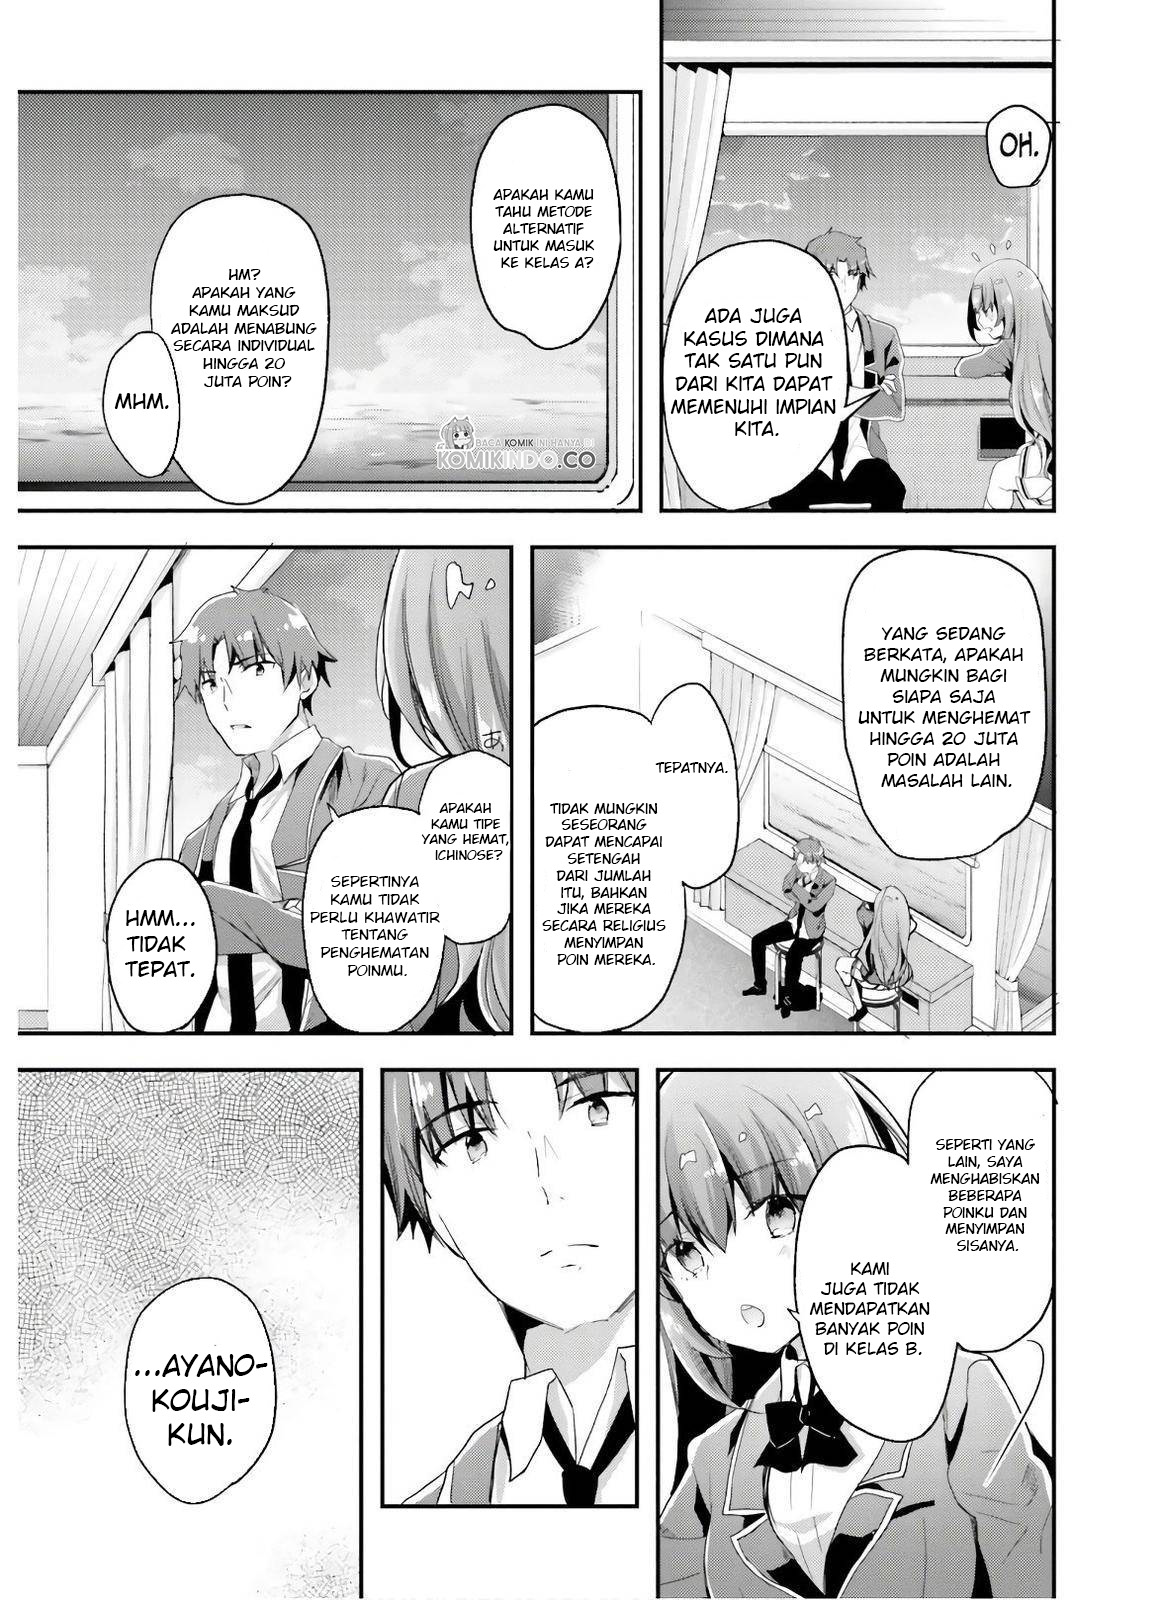 OH.
ADA JUGA
KASUS DIMANA
TAK SATU PUN
DARI KITA DAPAT
MEMENUHI IMPIAN
KITA.
APAKAH KAMU
TAHU METODE
ALTERNATIF
UNTUK MASUK
KE KELAS A?
HM?
APAKAH YANG
KAMU MAKSUD
ADALAH MENABUNG
SECARA INDIVIDUAL
HINGGA 20
JUTA POIN?
MHM.
BACA KOMIK INI HANYA DI
KOMIKINDO.CO
YANG SEDANG
BERKATA, APAKAH
MUNGKIN BAGI
SIAPA SAJA
UNTUK MENGHEMAT
HINGGA 20 JUTA
POIN ADALAH
MASALAH LAIN.
TEPATNYA.
TIDAK MUNGKIN
SESEORANG
DAPAT MENCAPAI
SETENGAH
DARI JUMLAH
ITU, BAHKAN
JIKA MEREKA
SECARA RELIGIUS
MENYIMPAN
POIN MEREKA.
APAKAH
KAMU TIPE
YANG HEMAT,
ICHINOSE?
SEPERTINYA
KAMU TIDAK
PERLU KHAWATIR
TENTANG
PENGHEMATAN
POINMU.
HMM...
TIDAK
TEPAT.
SEPERTI YANG
LAIN, SAYA
MENGHABISKAN
BEBERAPA
POINKU DAN
MENYIMPAN
SISANYA.
KAMI
JUGA TIDAK
MENDAPATKAN
BANYAK POIN
DI KELAS B.
...AYANO-
KOUJI-
KUN.